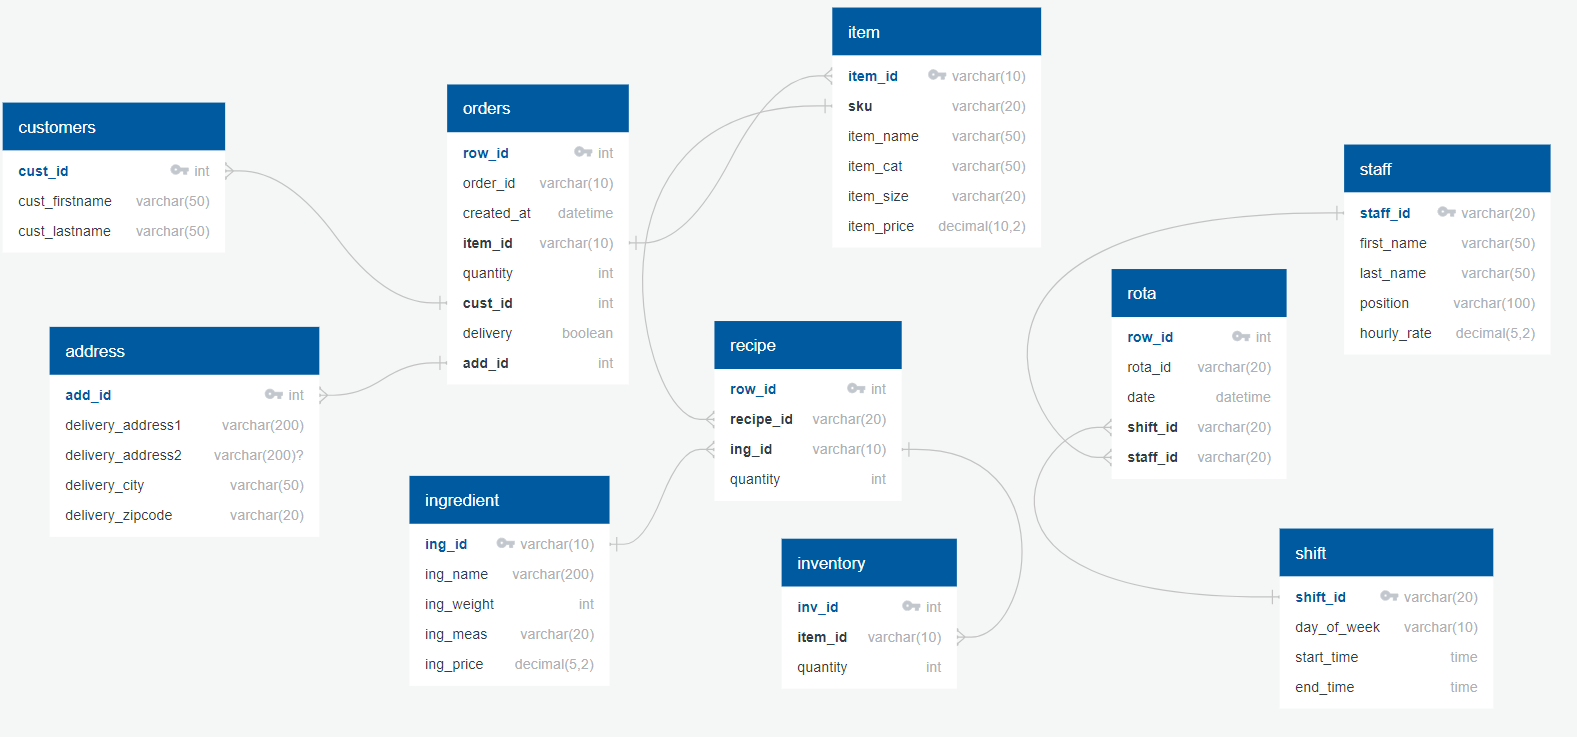 customers
cust_id int
cust_firstname varchar(50)
cust_lastname varchar(50)
address
add_id int
delivery_address1 varchar(200)
delivery_address2 varchar(200)?
delivery_city varchar(50)
delivery_zipcode varchar(20)
orders
row_id int
order_id varchar(10)
created_at datetime
item_id varchar(10)
quantity int
cust_id int
delivery boolean
add_id int
ingredient
ing_id varchar(10)
ing_name varchar(200)
ing_weight int
ing_meas varchar(20)
ing_price decimal(5,2)
item
item_id varchar(10)
sku varchar(20)
item_name varchar(50)
item_cat varchar(50)
item_size varchar(20)
item_price decimal(10,2)
recipe
row_id int
recipe_id varchar(20)
ing_id varchar(10)
quantity int
inventory
inv_id int
item_id varchar(10)
quantity int
rota
row_id int
rota_id varchar(20)
date datetime
shift_id varchar(20)
staff_id varchar(20)
staff
staff_id varchar(20)
first_name varchar(50)
last_name varchar(50)
position varchar(100)
hourly_rate decimal(5,2)
shift
shift_id varchar(20)
day_of_week varchar(10)
start_time time
end_time time